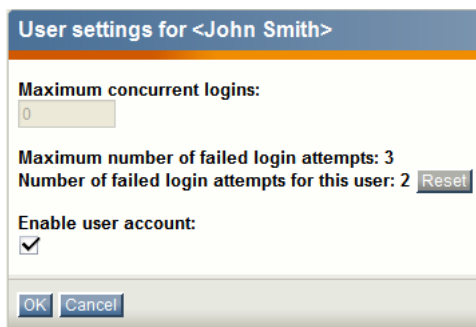 User settings for <John Smith>
Maximum concurrent logins:
0
Maximum number of failed login attempts: 3
Number of failed login attempts for this user: 2 Reset
Enable user account:
OK Cancel